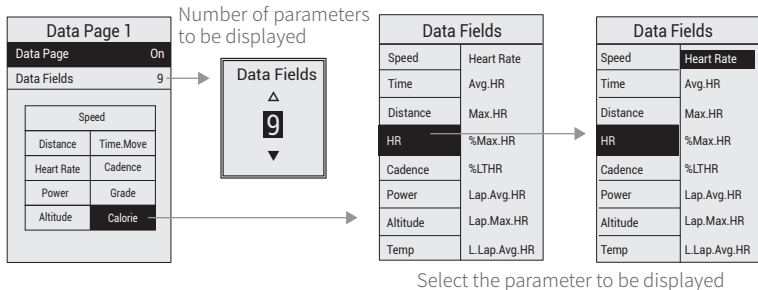 Data Page 1
Data Page On
Data Fields 9
Speed
Distance Time.Move
Heart Rate Cadence
Power Grade
Altitude Calorie
Number of parameters
to be displayed
Data Fields
9
Data Fields
Speed Heart Rate
Time Avg.HR
Distance Max.HR
HR %Max.HR
Cadence %LTHR
Power Lap.Avg.HR
Altitude Lap.Max.HR
Temp L.Lap.Avg.HR
Data Fields
Speed Heart Rate
Time Avg.HR
Distance Max.HR
HR %Max.HR
Cadence %LTHR
Power Lap.Avg.HR
Altitude Lap.Max.HR
Temp L.Lap.Avg.HR
Select the parameter to be displayed